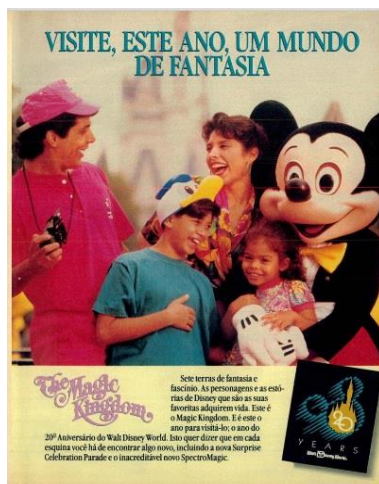 VISITE, ESTE ANO, UM MUNDO
DE FANTASIA
The Magic
Kingdom
Sete terras de fantasia e
fascínio. As personagens e as estó-
rias de Disney que são as suas
favoritas adquirem vida. Este é
o Magic Kingdom. E é este o
ano para visitá-lo; o ano do
20º Aniversário do Walt Disney World. Isto quer dizer que em cada
esquina você há de encontrar algo novo, incluindo a nova Surprise
Celebration Parade e o inacreditável novo SpectroMagic.
20
YEARS
Walt Disney World